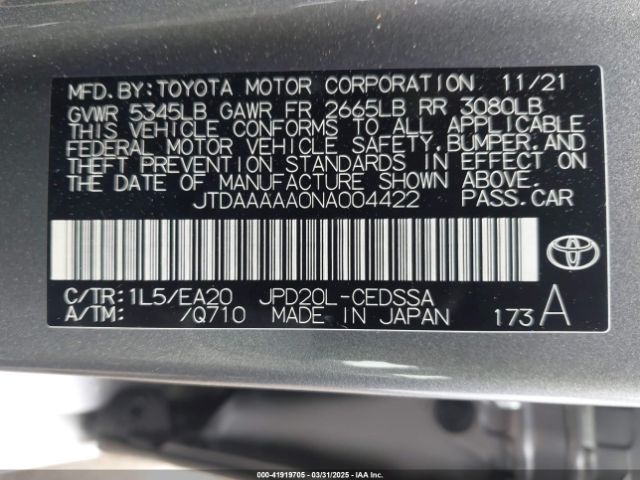 MFD. BY: TOYOTA MOTOR CORPORATION 11/21
GVWR 5345LB GAWR FR 2665LB RR 3080LB
THIS VEHICLE CONFORMS TO ALL APPLICABLE
FEDERAL MOTOR VEHICLE SAFETY, BUMPER, AND
THEFT PREVENTION STANDARDS IN EFFECT ON
THE DATE OF MANUFACTURE SHOWN ABOVE.
JTDAAAAA0NA004422 PASS.CAR
C/TR: 1L5/EA20 JPD20L-CEDSSA
A/TM: /Q710 MADE IN JAPAN 173 A
TOYOTA
000-41919705 - 03/31/2025 - IAA Inc.